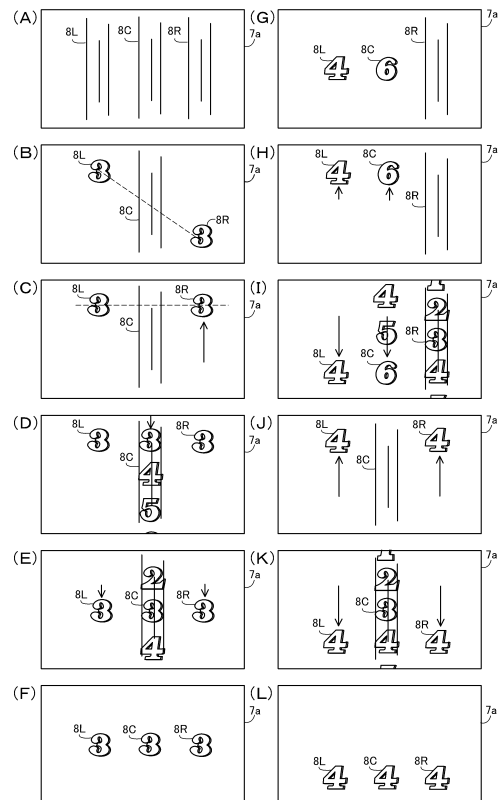 (A)
8L 8C 8R 7a
(B)
8L 3 8C 8R 3 7a
(C)
8L 3 8C 8R 3 7a
(D)
8L 3 8C 3 8R 3 7a
4
5
(E)
2
8L 3 8C 3 8R 3 7a
4
(F)
8L 3 8C 3 8R 3 7a
(G)
8L 4 8C 6 8R 7a
(H)
8L 4 8C 6 8R 7a
(I)
1
4 2 7a
5 8R 3
8L 4 8C 6 4
(J)
8L 4 8C 8R 4 7a
(K)
1
2 7a
8C 3
8L 4 4 8R 4
(L)
7a
8L 4 8C 4 8R 4